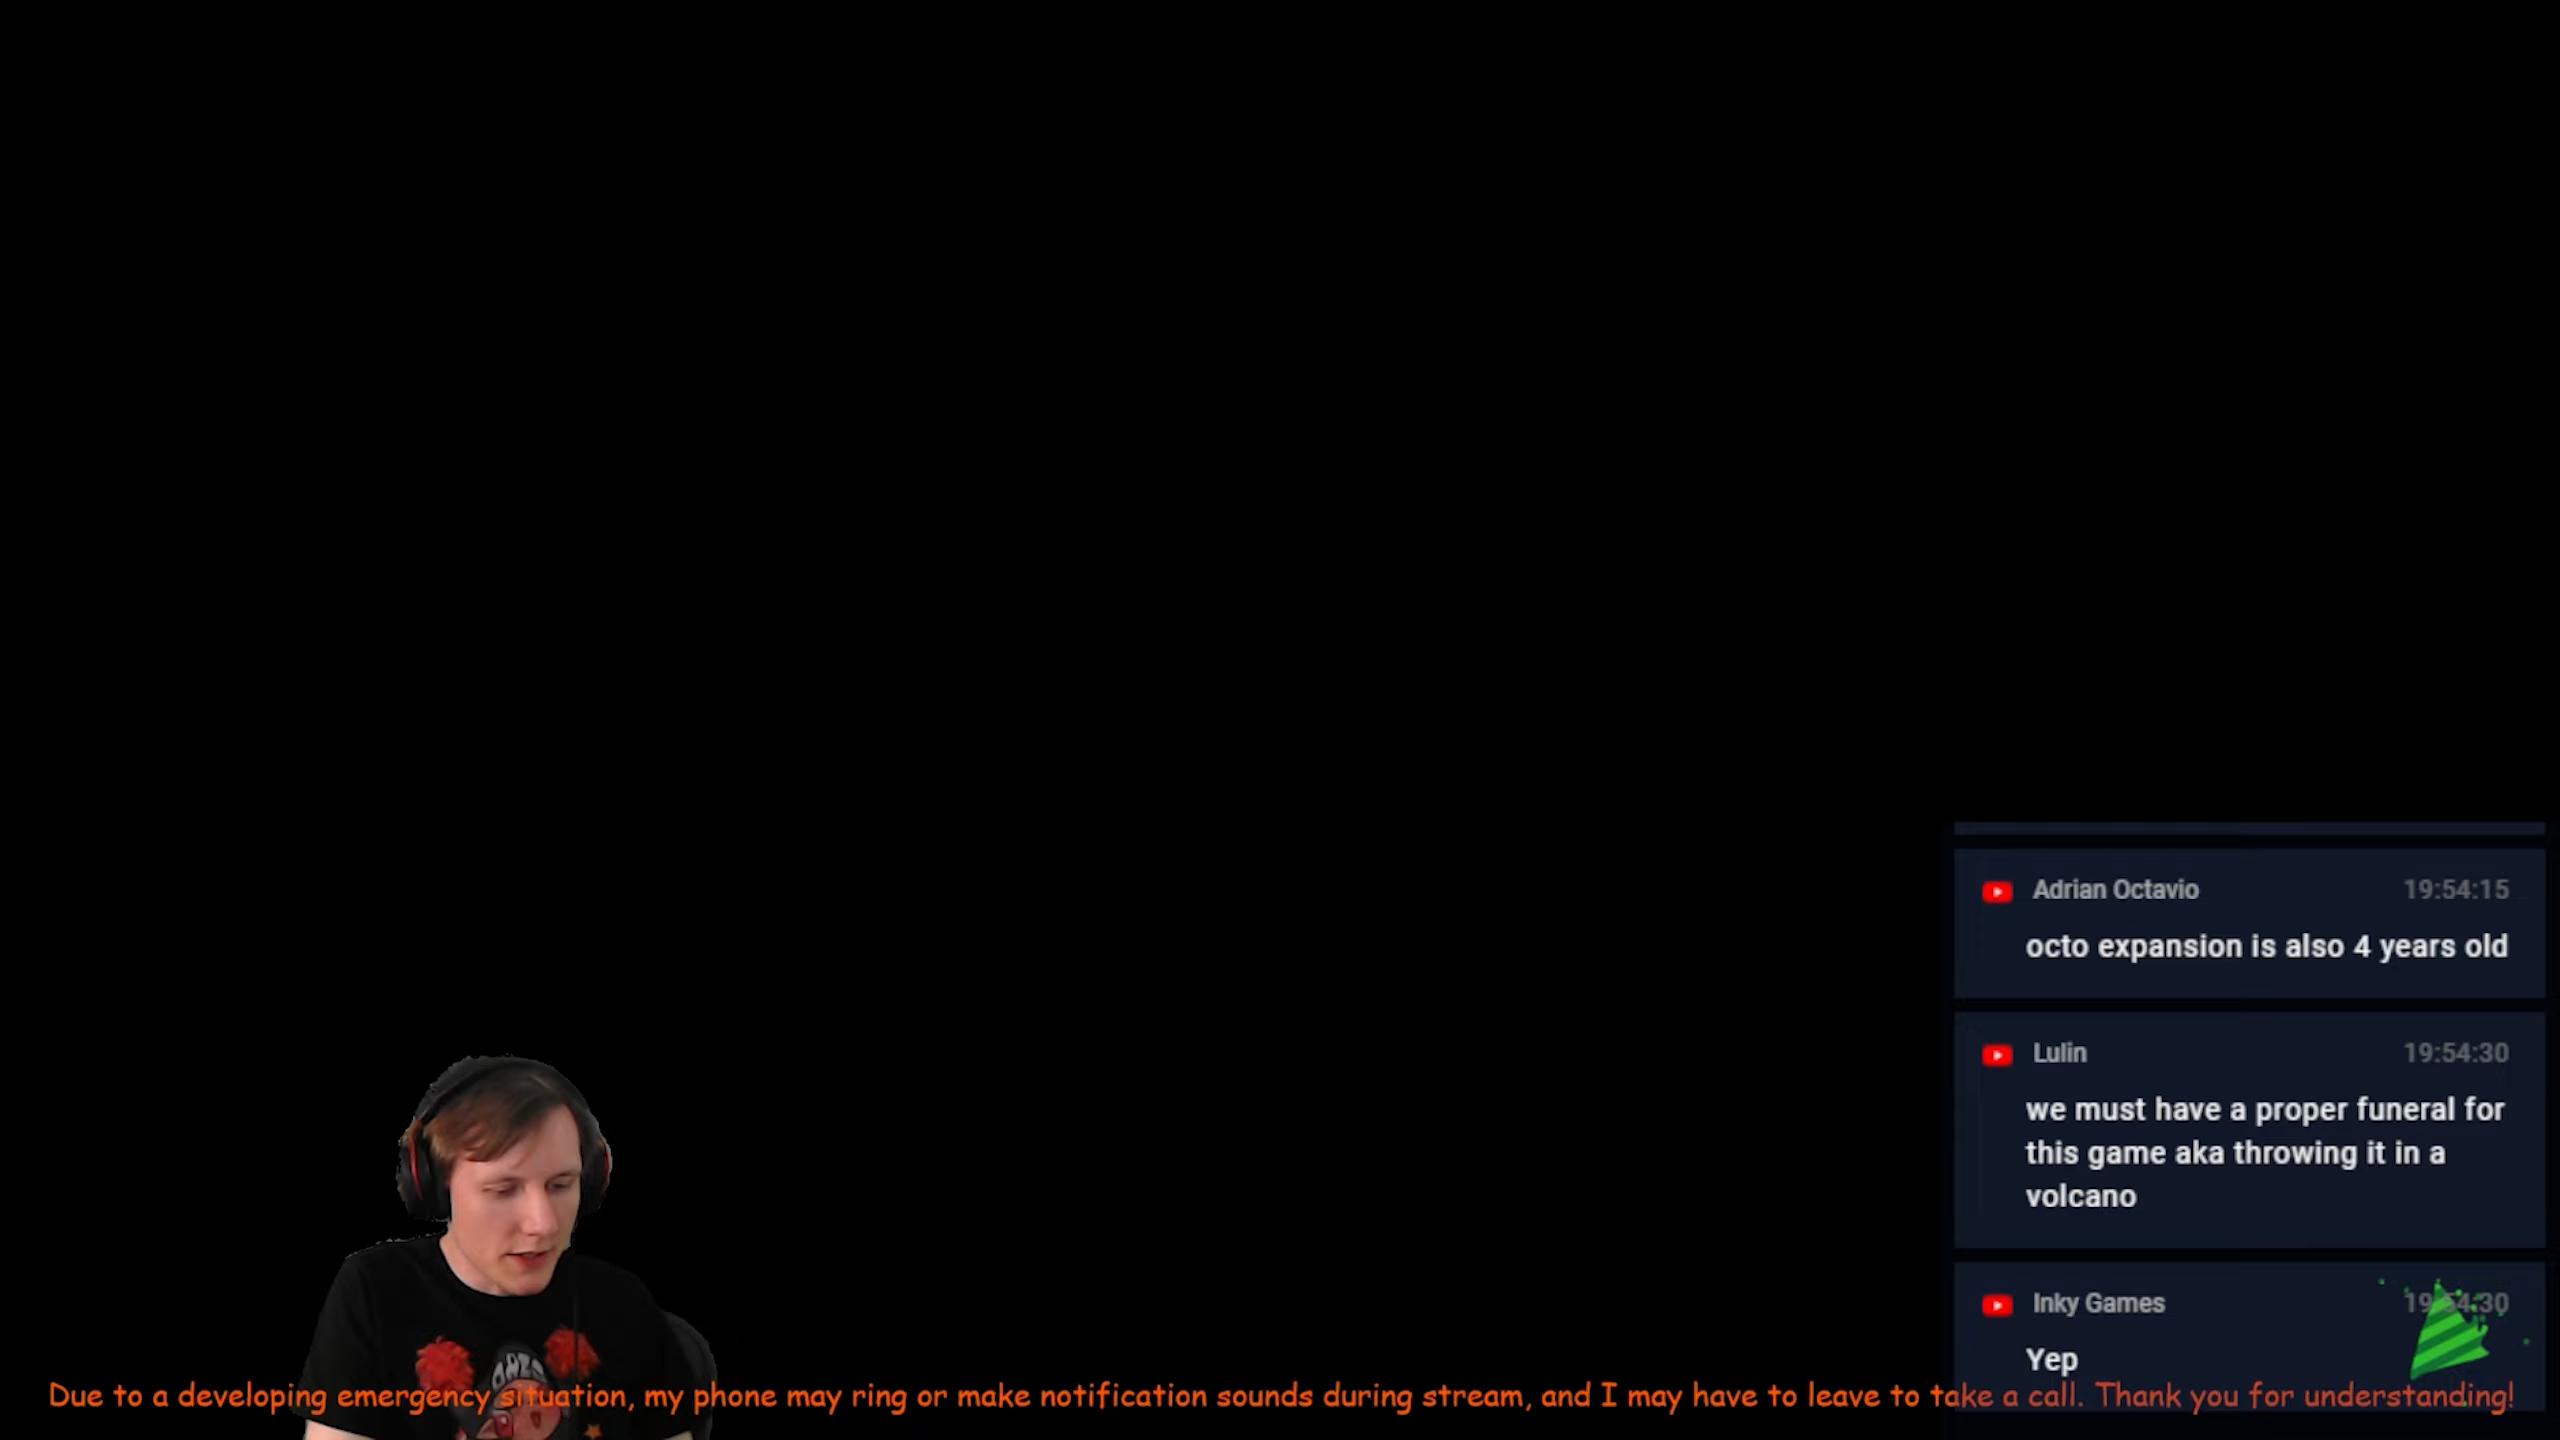 Adrian Octavio 19:54:15
octo expansion is also 4 years old
Lulin 19:54:30
we must have a proper funeral for
this game aka throwing it in a
volcano
Inky Games 19:54:30
Yep
Due to a developing emergency situation, my phone may ring or make notification sounds during stream, and I may have to leave to take a call. Thank you for understanding!